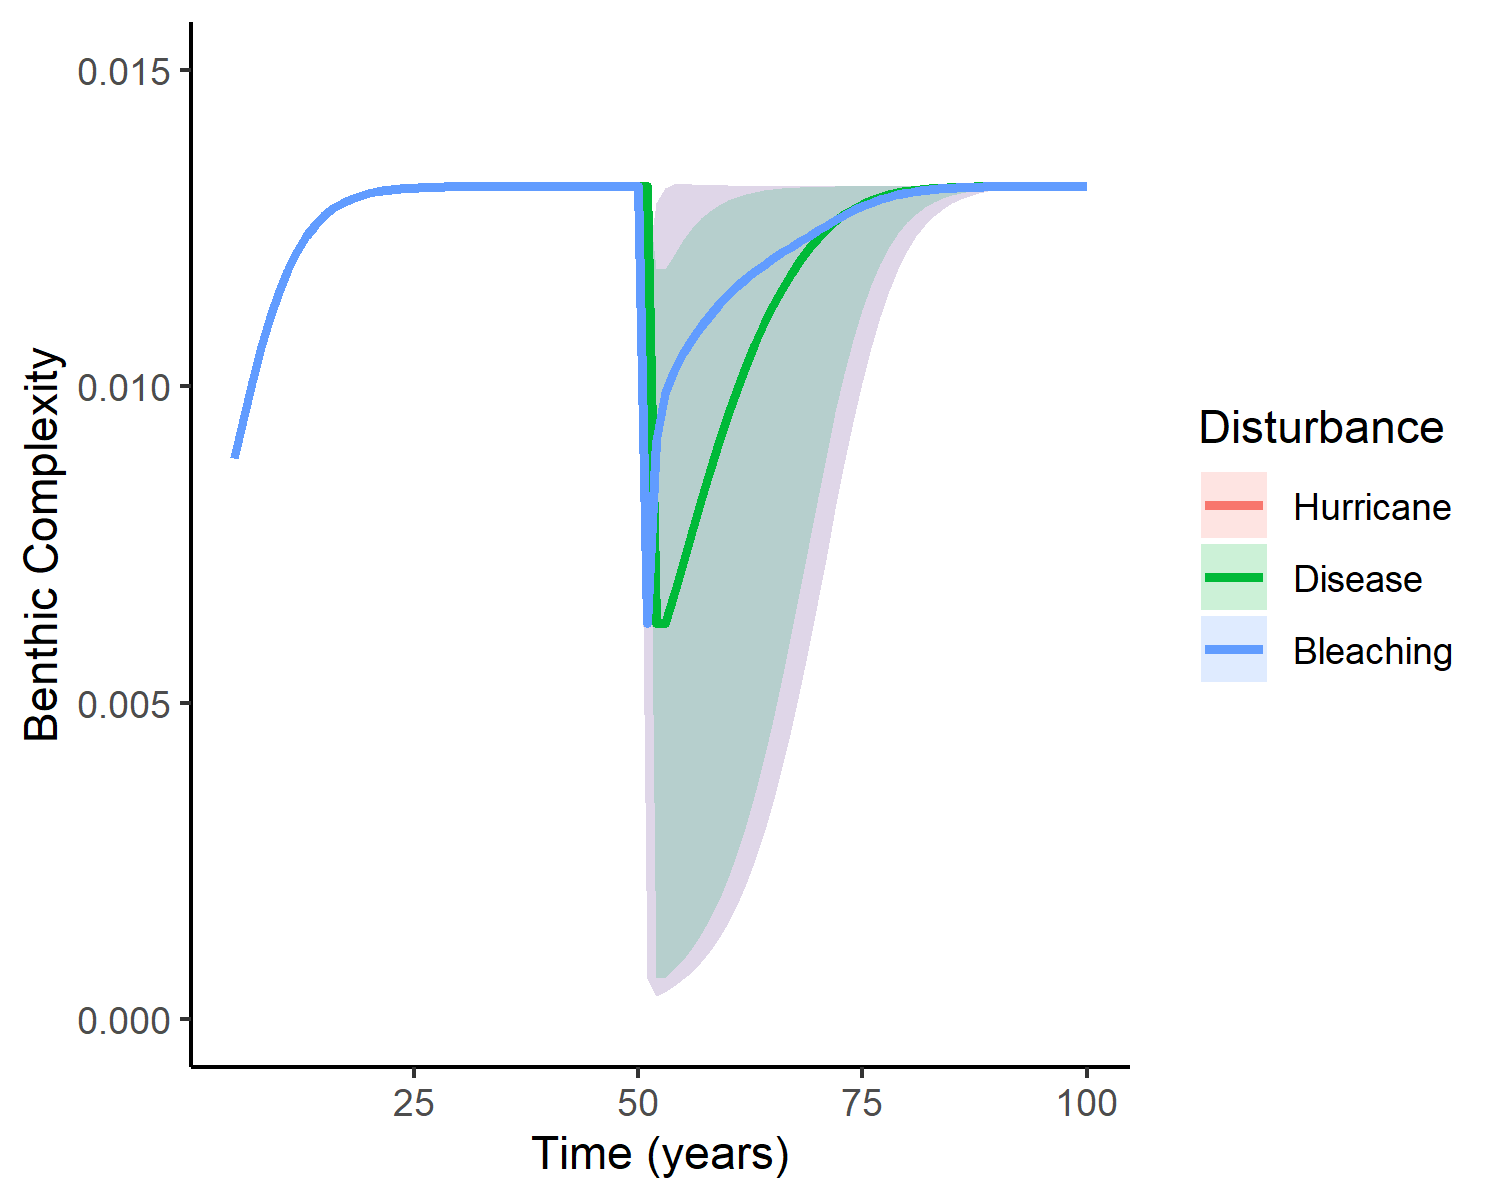 0.015
0.010
0.005
0.000
Benthic Complexity
25 50 75 100
Time (years)
Disturbance
Hurricane
Disease
Bleaching